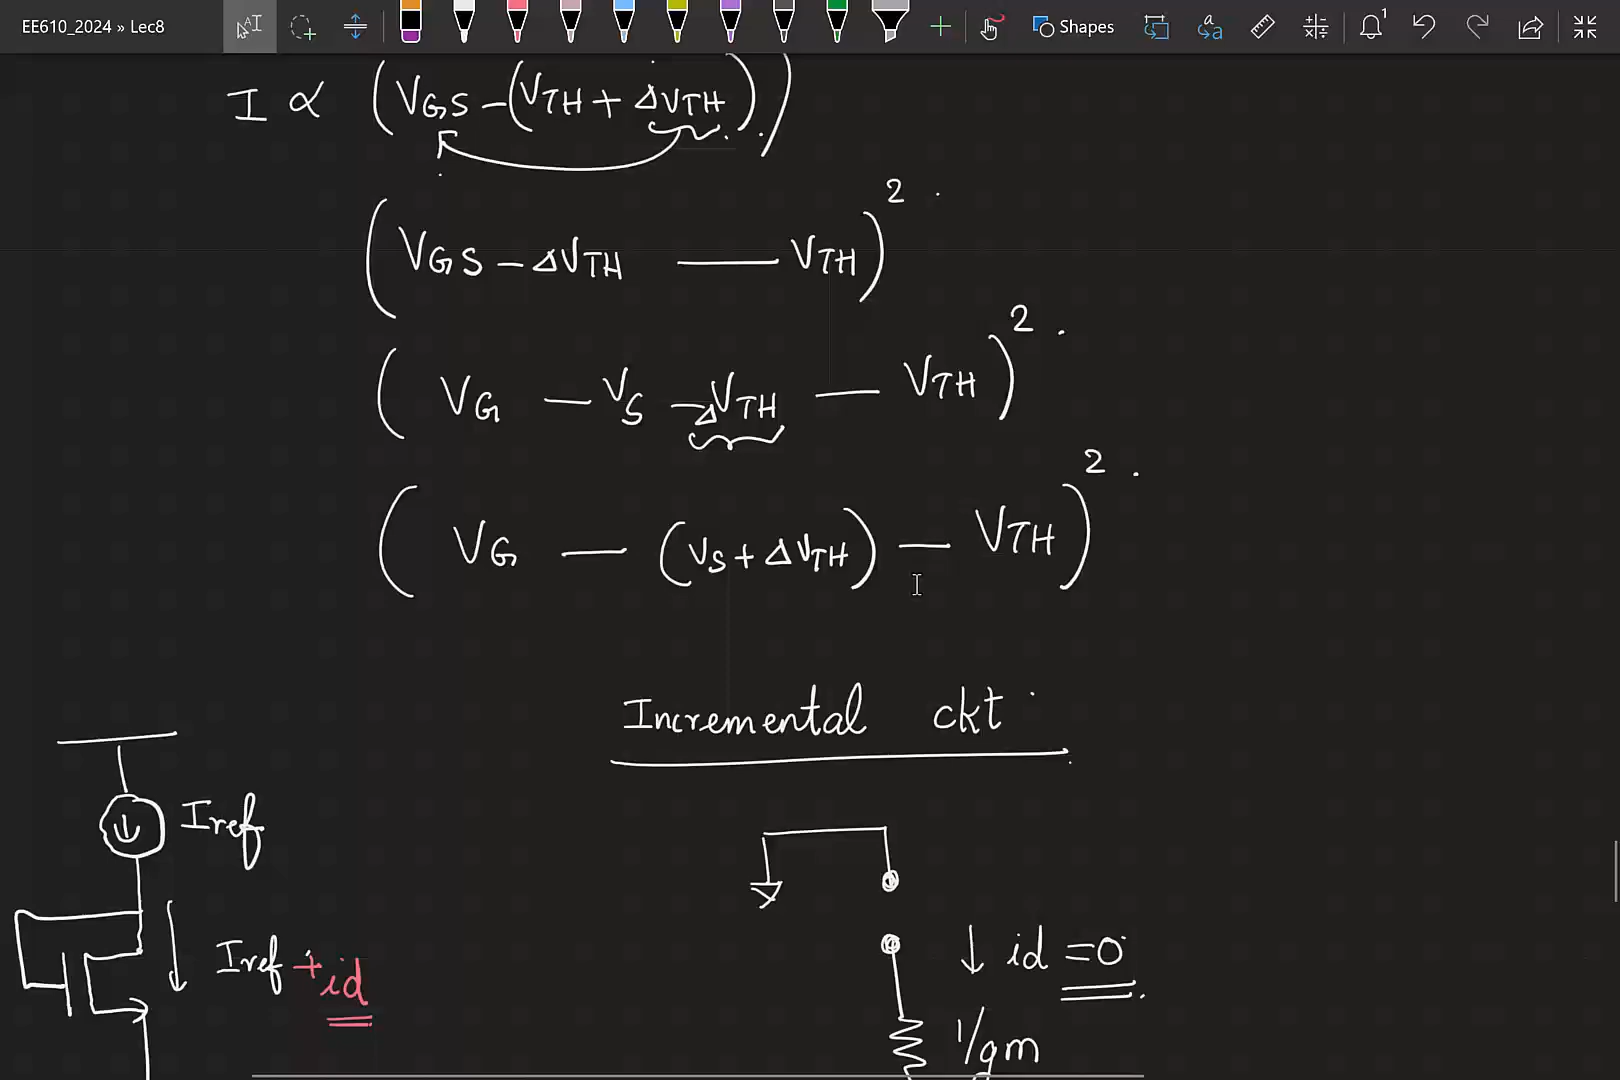 EE610_2024 » Lec8
Shapes
1
I ∝ (VGS – (VTH + ΔVTH))
(VGS – ΔVTH — VTH)²
(VG — VS – ΔVTH — VTH)²
(VG — (VS + ΔVTH) — VTH)²
Incremental ckt
Iref
Iref + id
↓ id = 0
1/gm